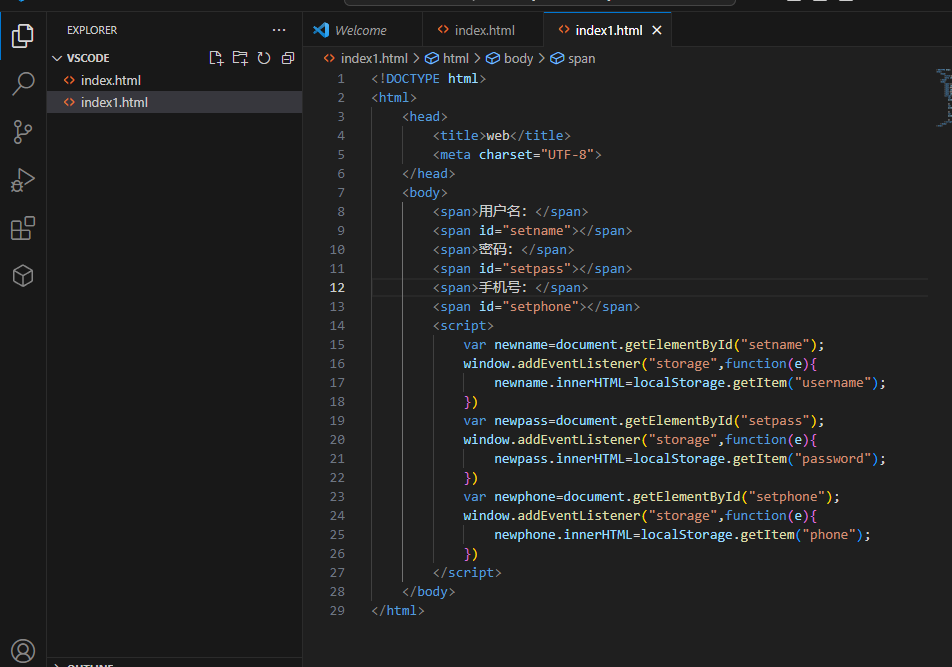 EXPLORER
VSCODE
index.html
index1.html
Welcome
index.html
index1.html
index1.html > html > body > span
1 <!DOCTYPE html>
2 <html>
3 <head>
4 <title>web</title>
5 <meta charset="UTF-8">
6 </head>
7 <body>
8 <span>用户名：</span>
9 <span id="setname"></span>
10 <span>密码：</span>
11 <span id="setpass"></span>
12 <span>手机号：</span>
13 <span id="setphone"></span>
14 <script>
15 var newname=document.getElementById("setname");
16 window.addEventListener("storage",function(e){
17 newname.innerHTML=localStorage.getItem("username");
18 })
19 var newpass=document.getElementById("setpass");
20 window.addEventListener("storage",function(e){
21 newpass.innerHTML=localStorage.getItem("password");
22 })
23 var newphone=document.getElementById("setphone");
24 window.addEventListener("storage",function(e){
25 newphone.innerHTML=localStorage.getItem("phone");
26 })
27 </script>
28 </body>
29 </html>
OUTLINE